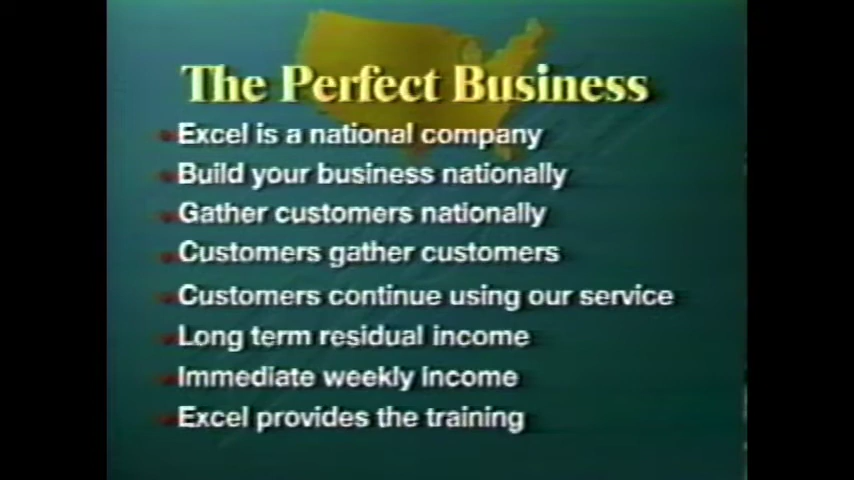 The Perfect Business
Excel is a national company
Build your business nationally
Gather customers nationally
Customers gather customers
Customers continue using our service
Long term residual income
Immediate weekly income
Excel provides the training